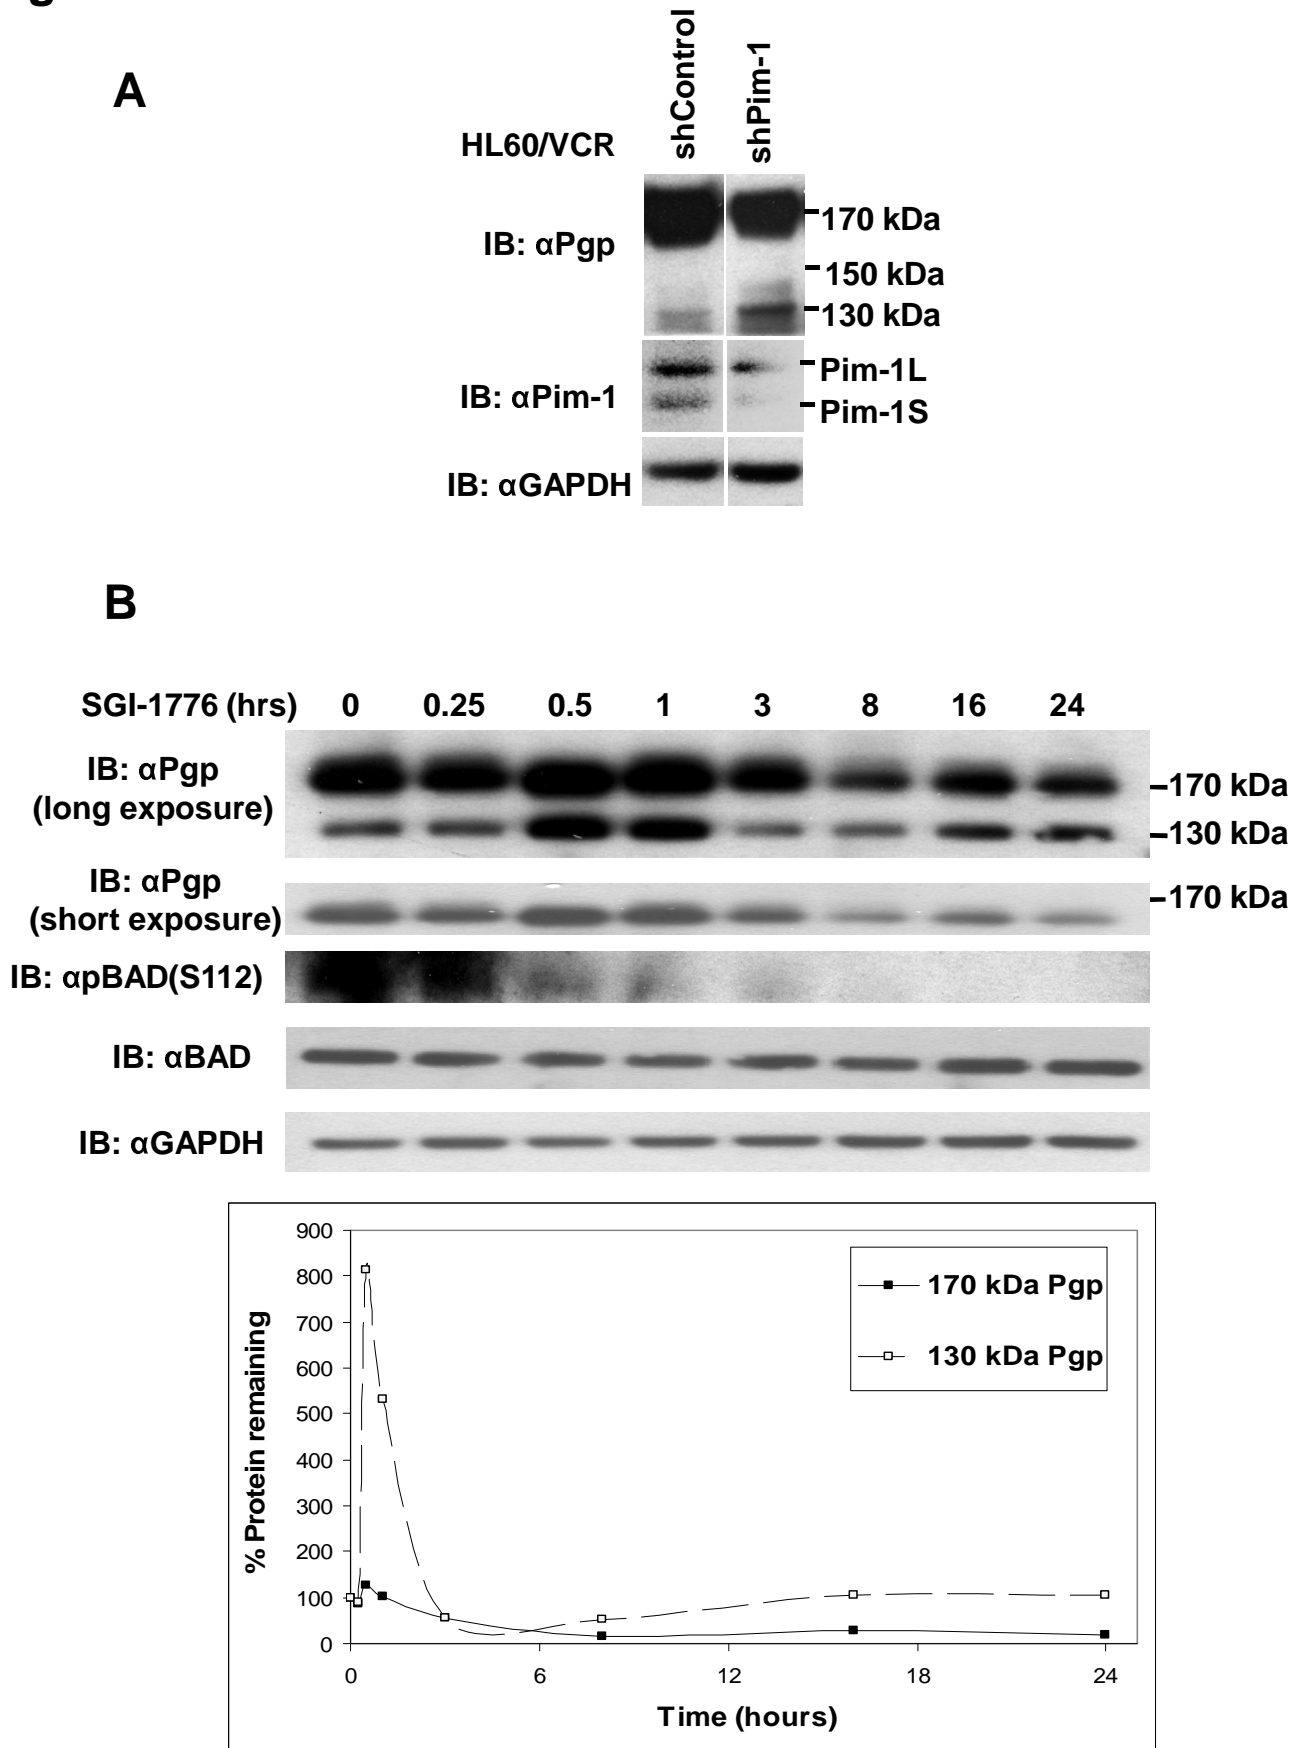 g
A
shControl
shPim-1
HL60/VCR
IB: αPgp
170 kDa
150 kDa
130 kDa
IB: αPim-1
Pim-1L
Pim-1S
IB: αGAPDH
B
SGI-1776 (hrs) 0 0.25 0.5 1 3 8 16 24
IB: αPgp
(long exposure)
170 kDa
130 kDa
IB: αPgp
(short exposure)
170 kDa
IB: αpBAD(S112)
IB: αBAD
IB: αGAPDH
900
800
700
600
500
400
300
200
100
0
% Protein remaining
170 kDa Pgp
130 kDa Pgp
0 6 12 18 24
Time (hours)